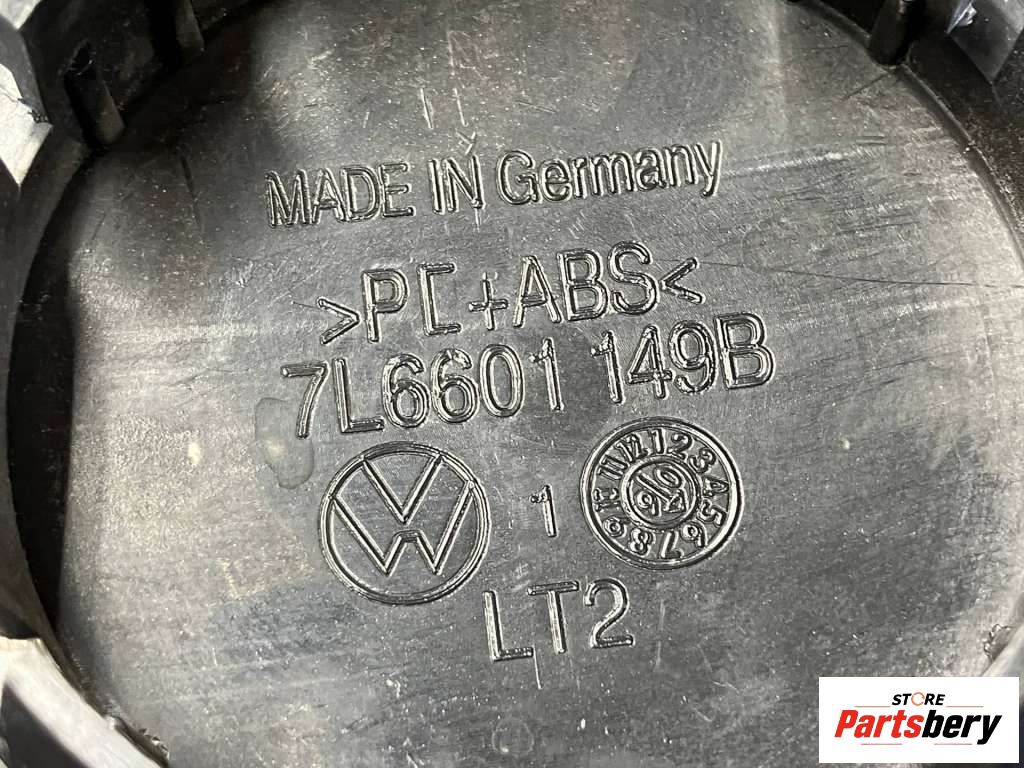 MADE IN Germany
>PC+ABS<
7L6601 149B
1
LT2
STORE
Partsbery